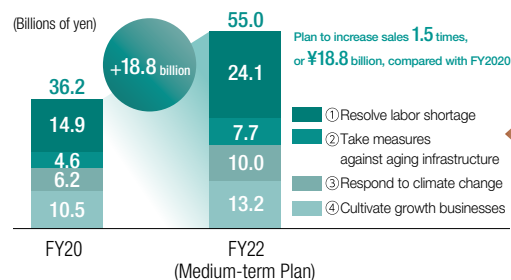 (Billions of yen)
55.0
Plan to increase sales 1.5 times,
or ¥18.8 billion, compared with FY2020
+18.8 billion
36.2
24.1
14.9
7.7
4.6
10.0
6.2
13.2
10.5
①Resolve labor shortage
②Take measures
against aging infrastructure
③Respond to climate change
④Cultivate growth businesses
FY20
FY22
(Medium-term Plan)